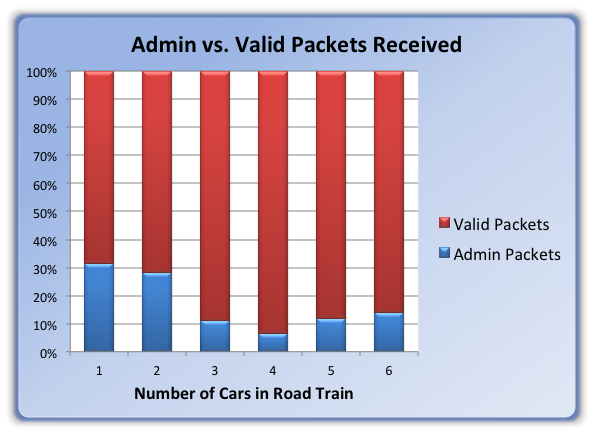 Admin vs. Valid Packets Received
100%
90%
80%
70%
60%
50%
40%
30%
20%
10%
0%
1 2 3 4 5 6
Number of Cars in Road Train
Valid Packets
Admin Packets